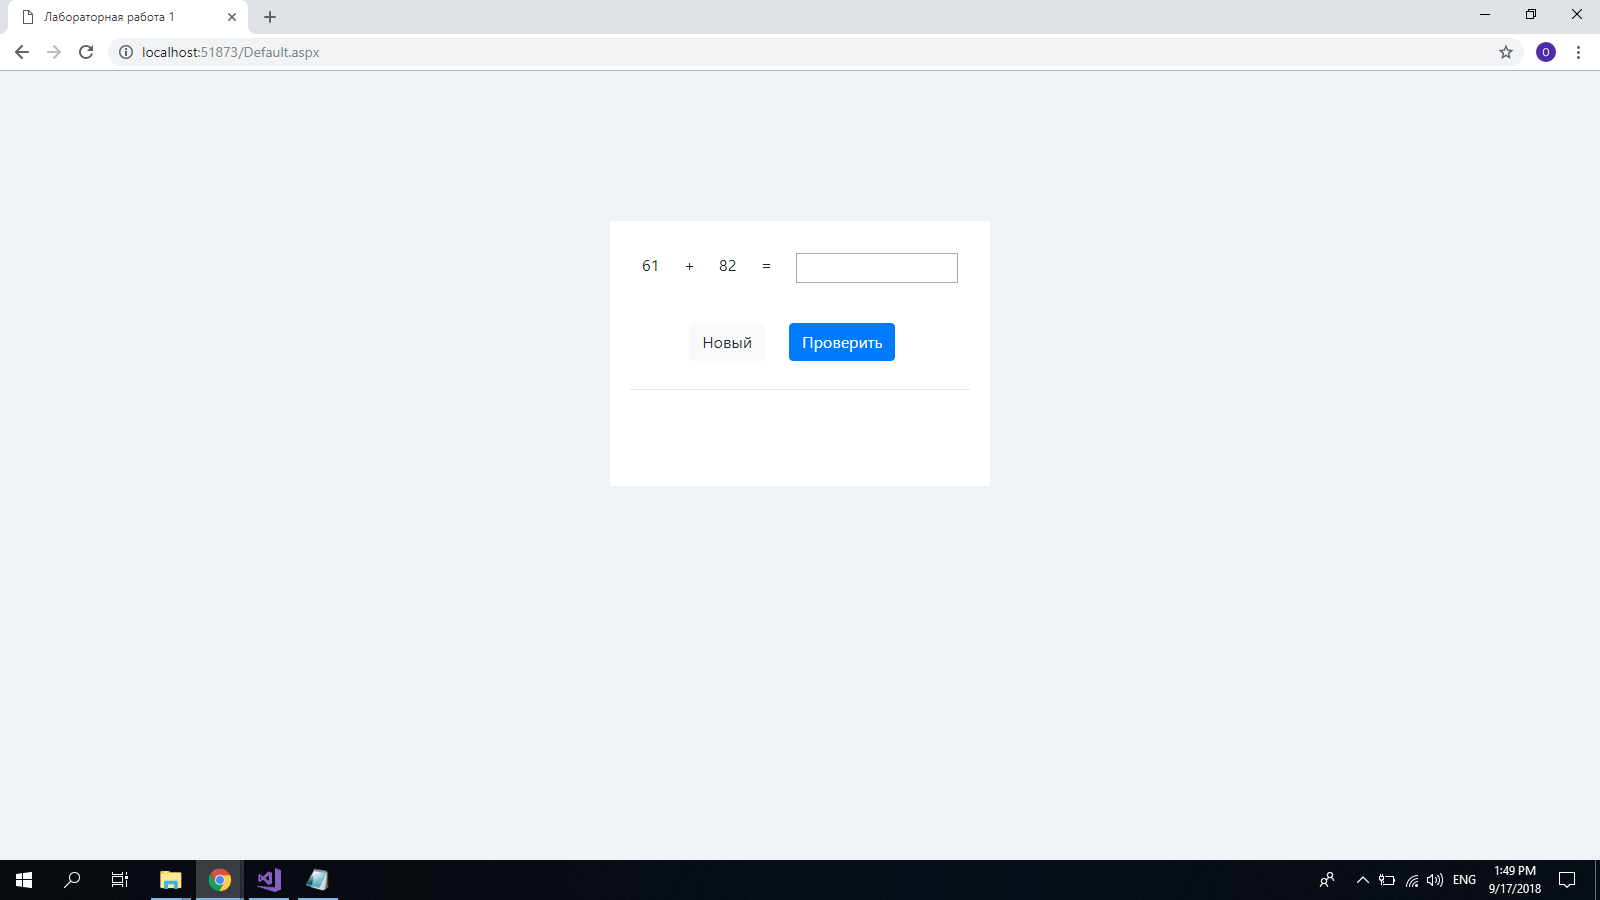 Лабораторная работа 1
localhost:51873/Default.aspx
O
61 + 82 =
Новый Проверить
ENG
1:49 PM
9/17/2018